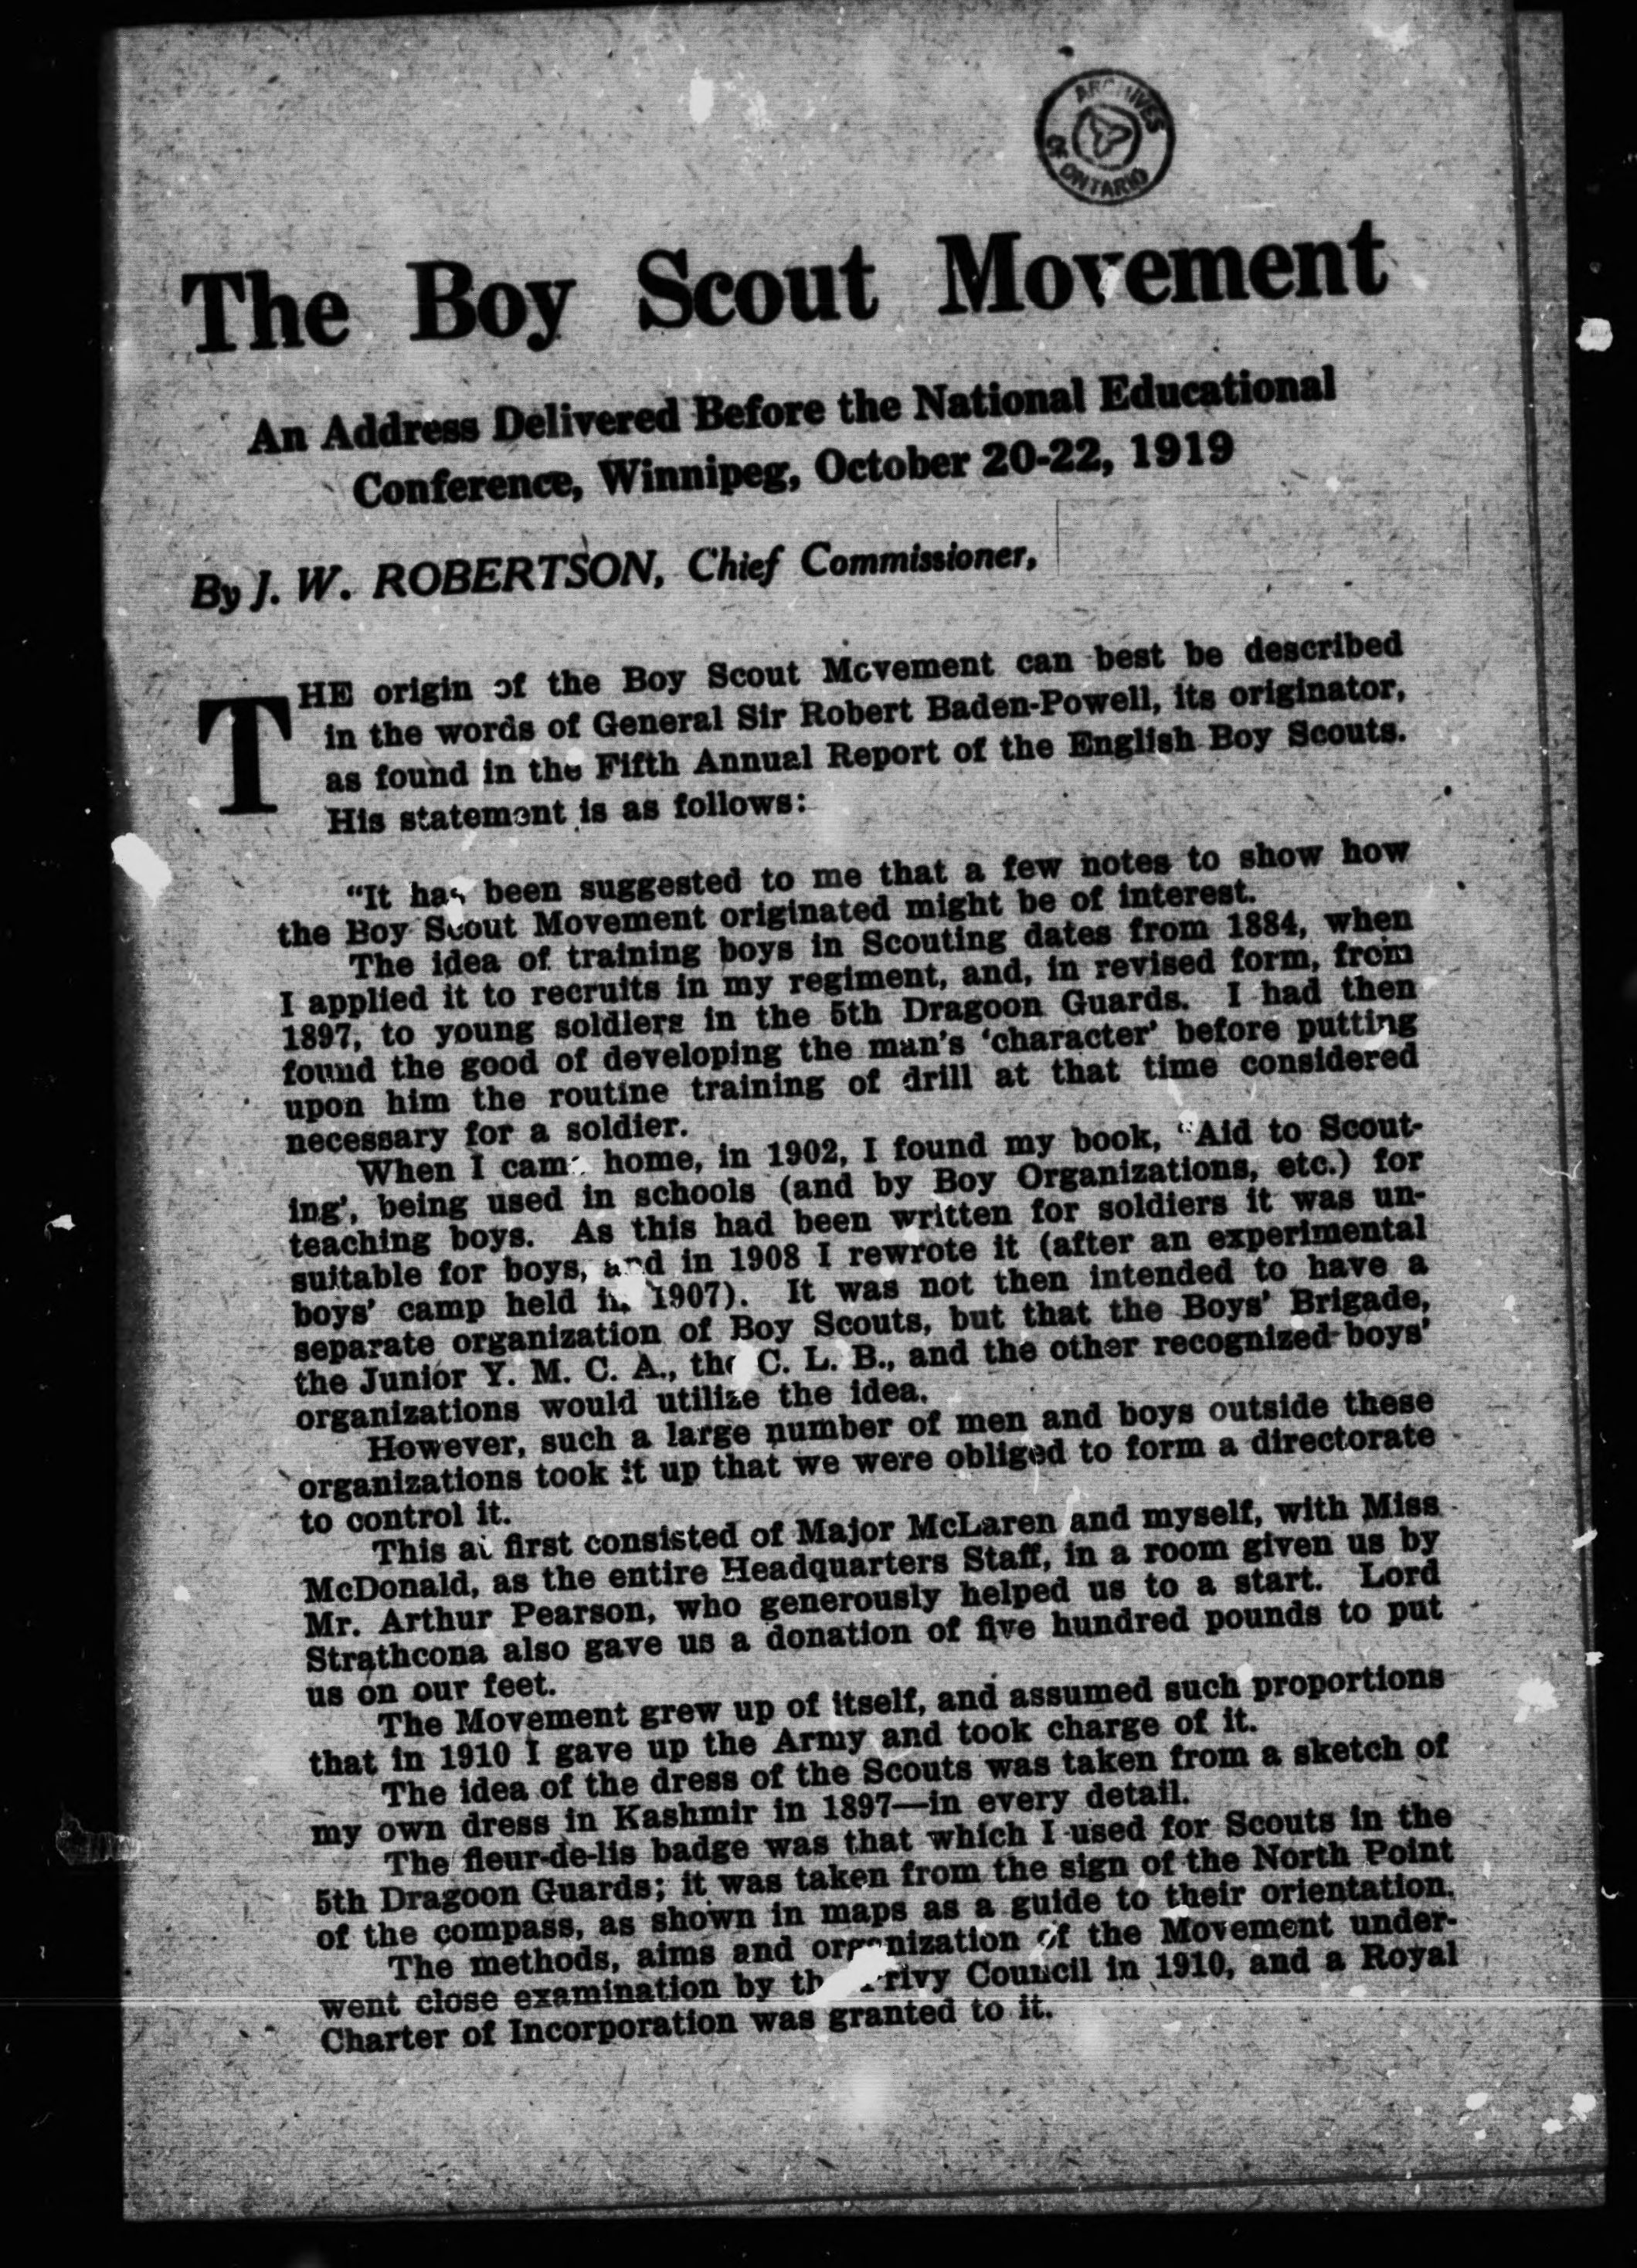 ARCHIVES OF ONTARIO
The Boy Scout Movement
An Address Delivered Before the National Educational
Conference, Winnipeg, October 20-22, 1919
By J. W. ROBERTSON, Chief Commissioner,
THE origin of the Boy Scout Movement can best be described
in the words of General Sir Robert Baden-Powell, its originator,
as found in the Fifth Annual Report of the English Boy Scouts.
His statement is as follows:
"It has been suggested to me that a few notes to show how
the Boy Scout Movement originated might be of interest.
The idea of training boys in Scouting dates from 1884, when
I applied it to recruits in my regiment, and, in revised form, from
1897, to young soldiers in the 5th Dragoon Guards. I had then
found the good of developing the man's 'character' before putting
upon him the routine training of drill at that time considered
necessary for a soldier.
When I came home, in 1902, I found my book, "Aid to Scout-
ing', being used in schools (and by Boy Organizations, etc.) for
teaching boys. As this had been written for soldiers it was un-
suitable for boys, and in 1908 I rewrote it (after an experimental
boys' camp held in 1907). It was not then intended to have a
separate organization of Boy Scouts, but that the Boys' Brigade,
the Junior Y. M. C. A., the C. L. B., and the other recognized boys'
organizations would utilize the idea.
However, such a large number of men and boys outside these
organizations took it up that we were obliged to form a directorate
to control it.
This at first consisted of Major McLaren and myself, with Miss
McDonald, as the entire Headquarters Staff, in a room given us by
Mr. Arthur Pearson, who generously helped us to a start. Lord
Strathcona also gave us a donation of five hundred pounds to put
us on our feet.
The Movement grew up of itself, and assumed such proportions
that in 1910 I gave up the Army and took charge of it.
The idea of the dress of the Scouts was taken from a sketch of
my own dress in Kashmir in 1897—in every detail.
The fleur-de-lis badge was that which I used for Scouts in the
5th Dragoon Guards; it was taken from the sign of the North Point
of the compass, as shown in maps as a guide to their orientation.
The methods, aims and organization of the Movement under-
went close examination by the Privy Council in 1910, and a Royal
Charter of Incorporation was granted to it.